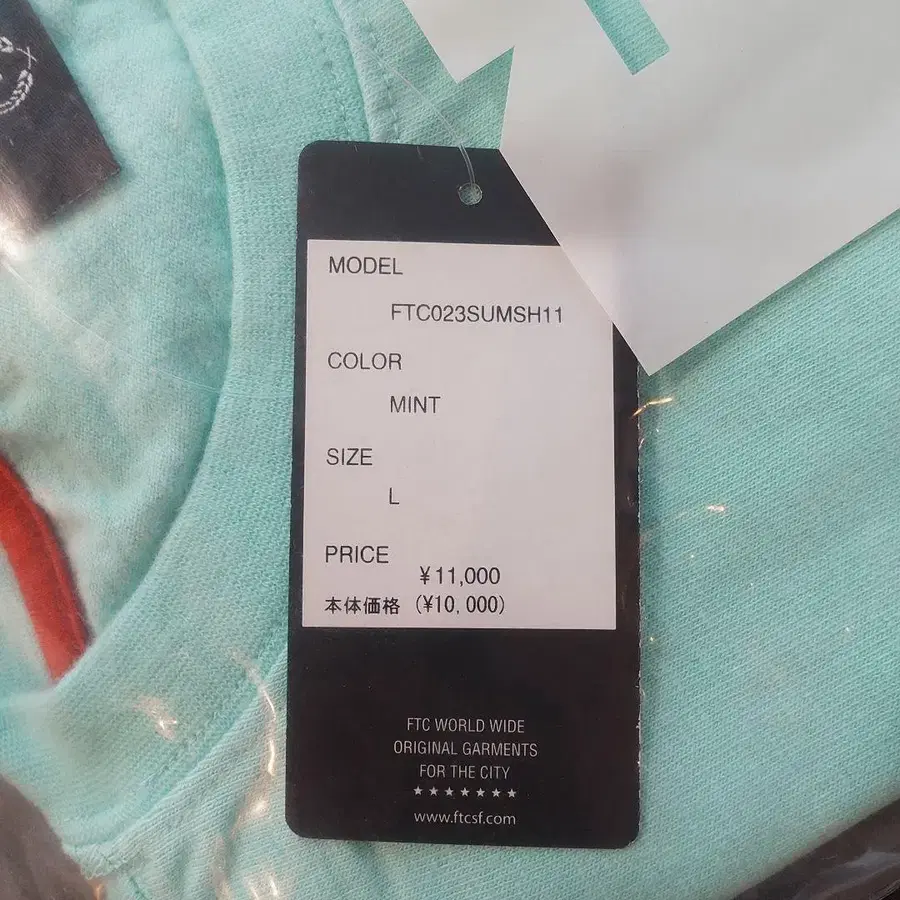 MODEL
FTC023SUMSH11
COLOR
MINT
SIZE
L
PRICE
¥11,000
本体価格 (¥10,000)
FTC WORLD WIDE
ORIGINAL GARMENTS
FOR THE CITY
★★★★★★★
www.ftcsf.com